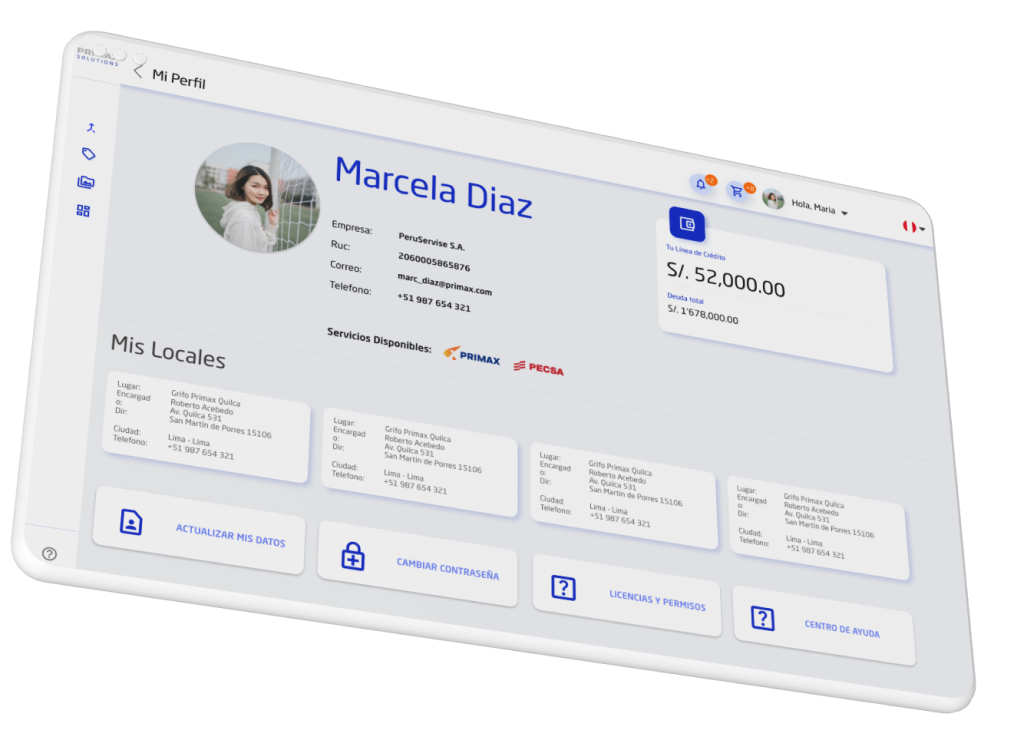 SOLUTIONS
Mi Perfil
Hola, Maria
Marcela Diaz
Empresa: PeruServise S.A.
Ruc: 2060005865876
Correo: marc_diaz@primax.com
Telefono: +51 987 654 321
Servicios Disponibles: PRIMAX PECSA
Tu Línea de Crédito
S/. 52,000.00
Deuda total
S/. 1'678,000.00
Mis Locales
Lugar: Grifo Primax Quilca
Encargad
o: Roberto Acebedo
Dir: Av. Quilca 531
San Martín de Porres 15106
Ciudad: Lima - Lima
Telefono: +51 987 654 321
Lugar: Grifo Primax Quilca
Encargad
o: Roberto Acebedo
Dir: Av. Quilca 531
San Martín de Porres 15106
Ciudad: Lima - Lima
Telefono: +51 987 654 321
Lugar: Grifo Primax Quilca
Encargad
o: Roberto Acebedo
Dir: Av. Quilca 531
San Martín de Porres 15106
Ciudad: Lima - Lima
Telefono: +51 987 654 321
Lugar: Grifo Primax Quilca
Encargad
o: Roberto Acebedo
Dir: Av. Quilca 531
San Martín de Porres 15106
Ciudad: Lima - Lima
Telefono: +51 987 654 321
ACTUALIZAR MIS DATOS
CAMBIAR CONTRASEÑA
LICENCIAS Y PERMISOS
CENTRO DE AYUDA